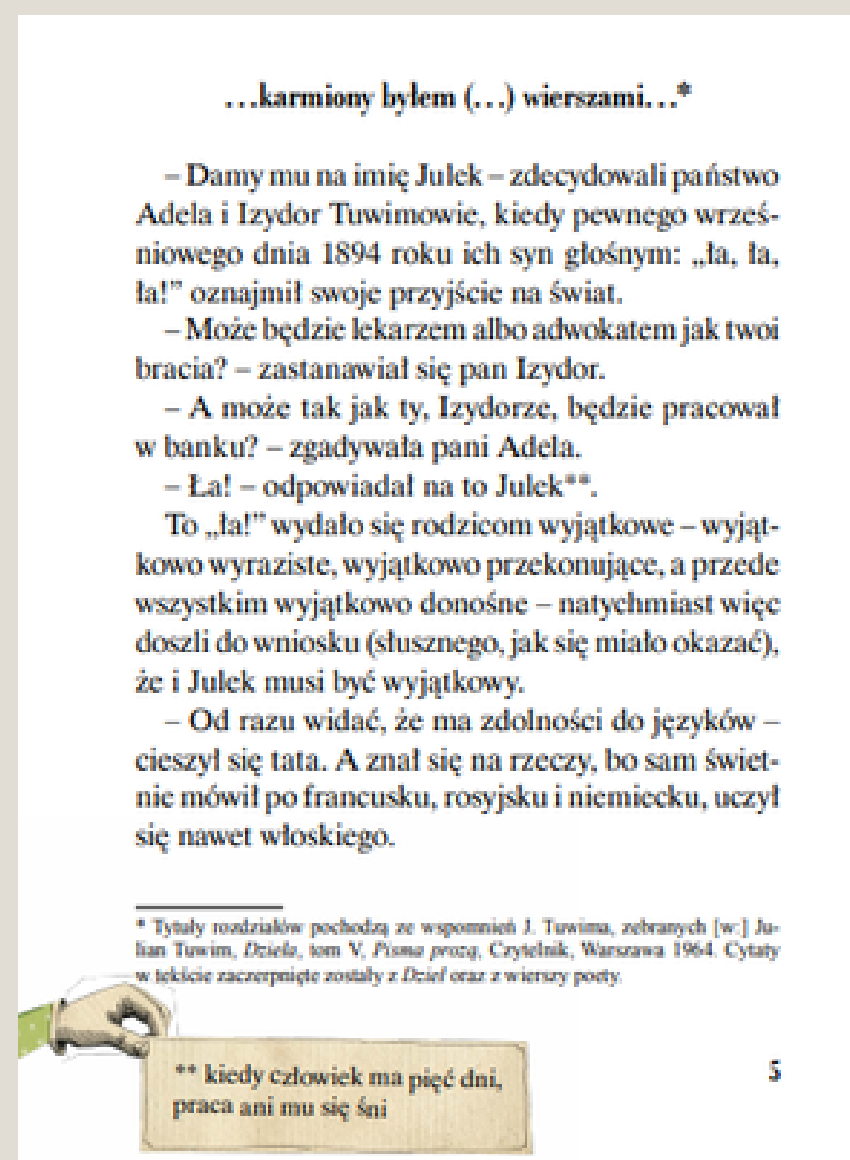 …karmiony byłem (…) wierszami…*
– Damy mu na imię Julek – zdecydowali państwo
Adela i Izydor Tuwimowie, kiedy pewnego wrześ-
niowego dnia 1894 roku ich syn głośnym: „ła, ła,
ła!” oznajmił swoje przyjście na świat.
– Może będzie lekarzem albo adwokatem jak twoi
bracia? – zastanawiał się pan Izydor.
– A może tak jak ty, Izydorze, będzie pracował
w banku? – zgadywała pani Adela.
– Ła! – odpowiadał na to Julek**.
To „ła!” wydało się rodzicom wyjątkowe – wyjąt-
kowo wyraziste, wyjątkowo przekonujące, a przede
wszystkim wyjątkowo donośne – natychmiast więc
doszli do wniosku (słusznego, jak się miało okazać),
że i Julek musi być wyjątkowy.
– Od razu widać, że ma zdolności do języków –
cieszył się tata. A znał się na rzeczy, bo sam świet-
nie mówił po francusku, rosyjsku i niemiecku, uczył
się nawet włoskiego.
* Tytuły rozdziałów pochodzą ze wspomnień J. Tuwima, zebranych [w:] Ju-
lian Tuwim, Dzieła, tom V, Pisma prozą, Czytelnik, Warszawa 1964. Cytaty
w tekście zaczerpnięte zostały z Dzieł oraz z wierszy poety.
** kiedy człowiek ma pięć dni,
praca ani mu się śni
5